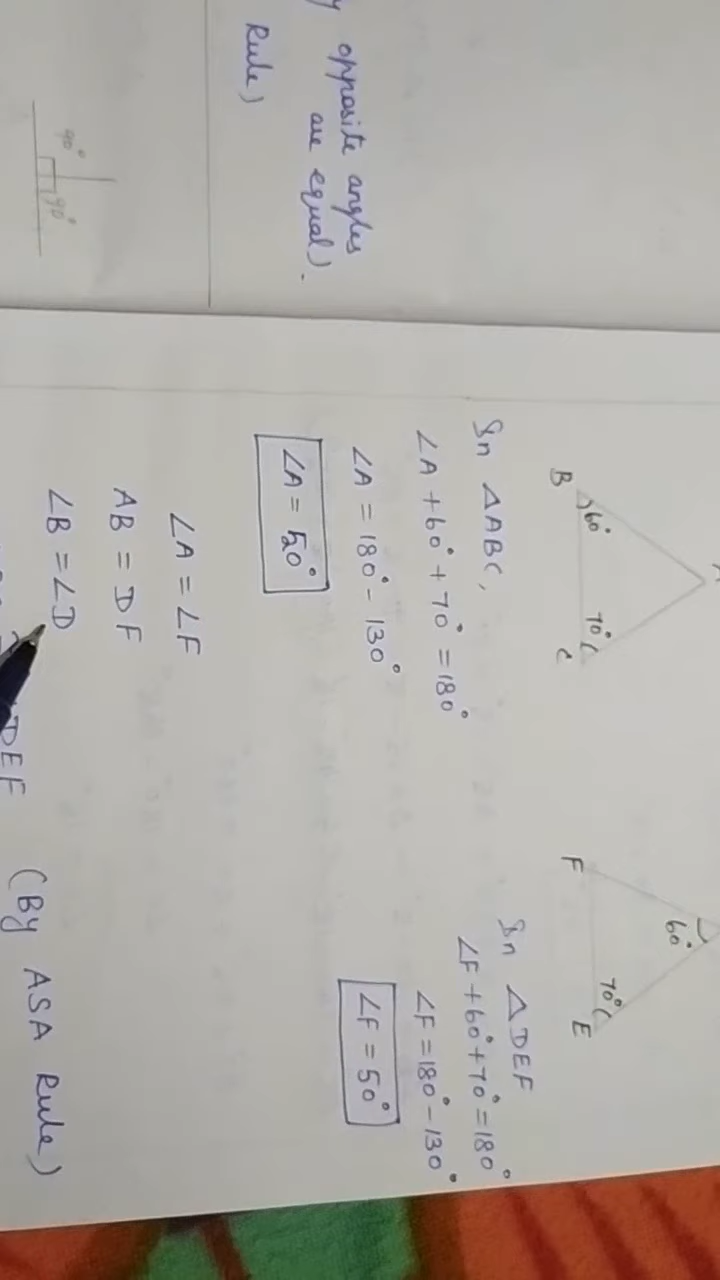 opposite angles
are equal).
Rule)
90°
90°
B
60°
70°
C
In △ABC,
∠A + 60° + 70° = 180°
∠A = 180° - 130°
∠A = 50°
60°
F
70°
E
In △DEF
∠F + 60° + 70° = 180°
∠F = 180° - 130°
∠F = 50°
∠A = ∠F
AB = DF
∠B = ∠D
DEF (By ASA Rule)